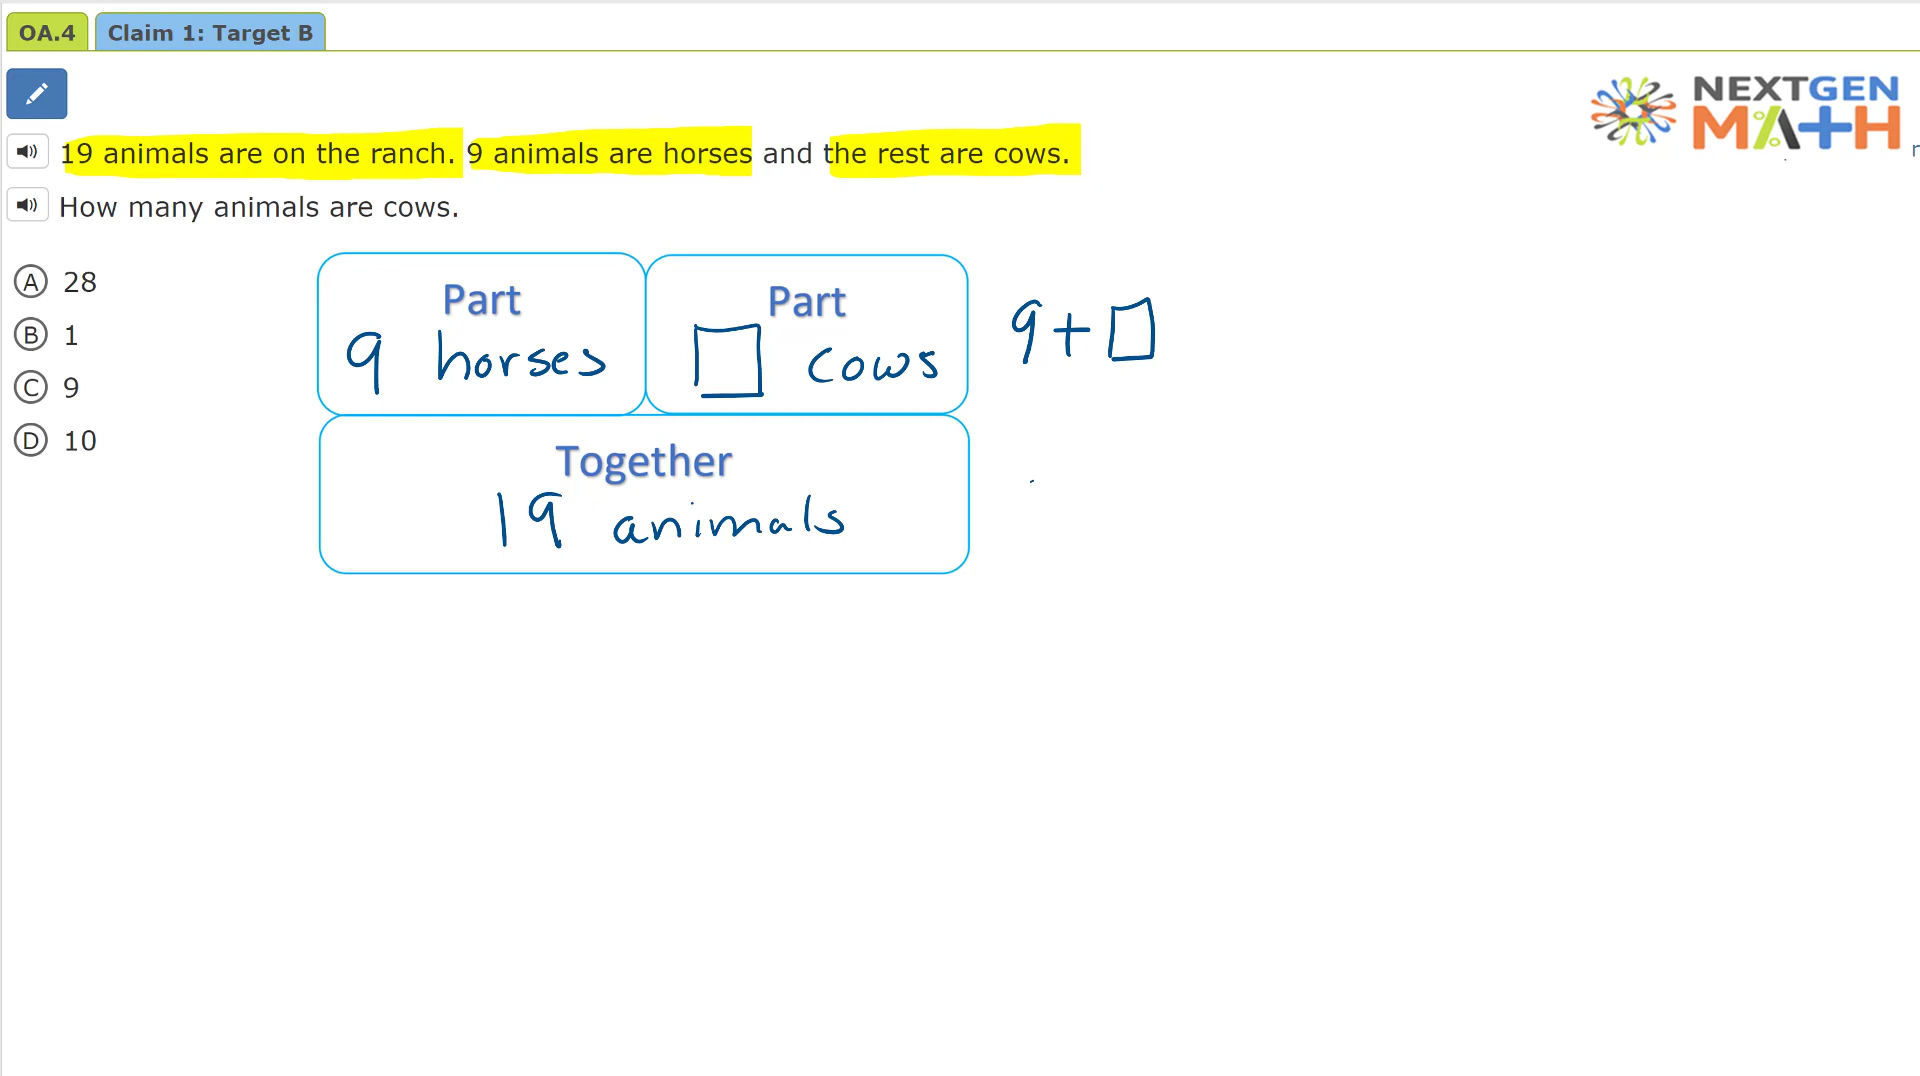 OA.4 Claim 1: Target B
NEXTGEN
MATH
19 animals are on the ranch. 9 animals are horses and the rest are cows.
How many animals are cows.
A 28
B 1
C 9
D 10
Part
9 horses
Part
□ cows
9+□
Together
19 animals